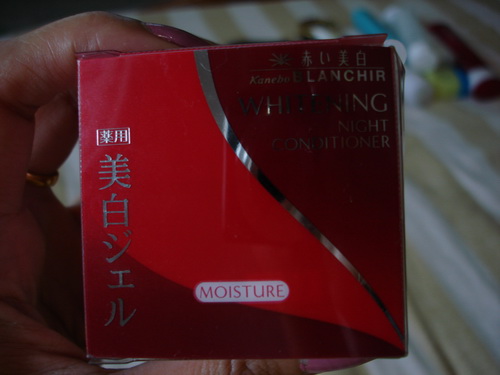 赤い美白
Kanebo BLANCHIR
WHITENING
NIGHT
CONDITIONER
薬用
美白ジェル
MOISTURE